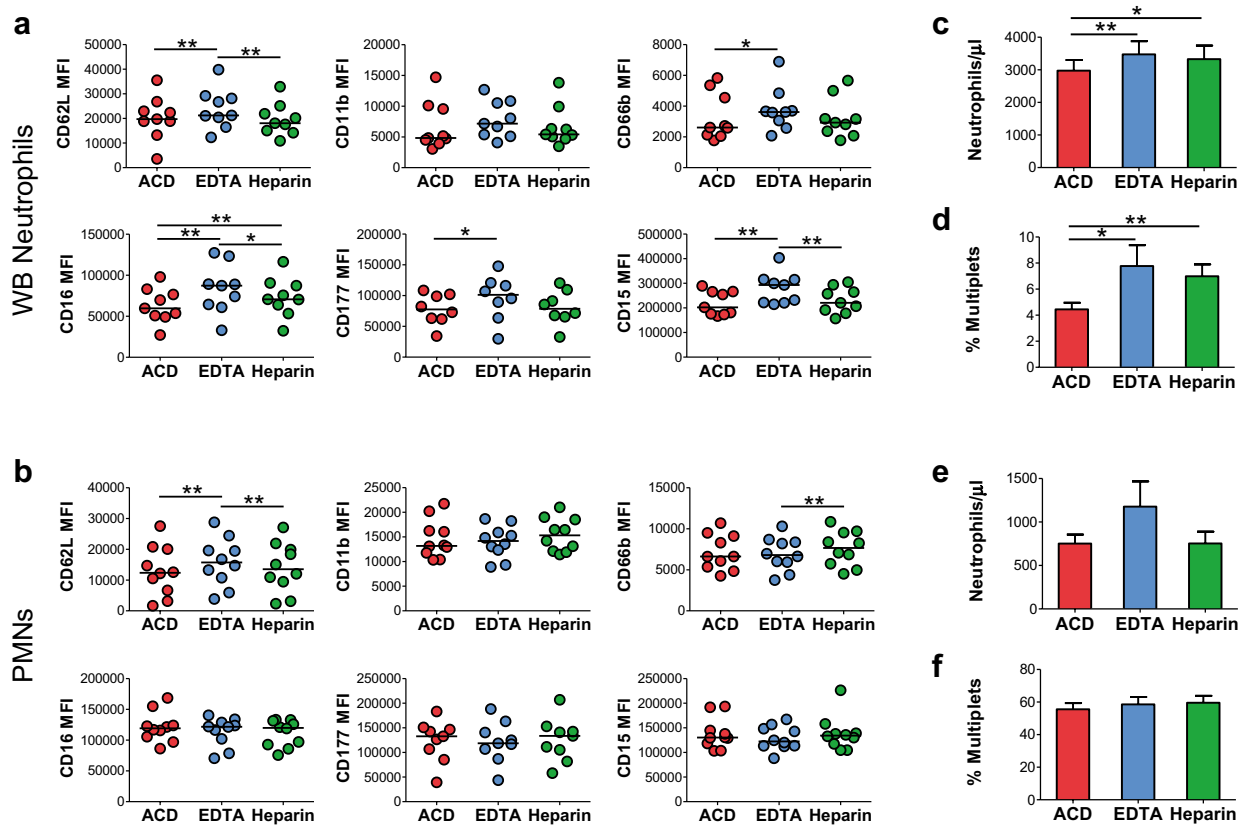 a
WB Neutrophils
CD62L MFI
50000
40000
30000
20000
10000
0
** **
ACD EDTA Heparin
CD11b MFI
20000
15000
10000
5000
0
ACD EDTA Heparin
CD66b MFI
8000
6000
4000
2000
0
*
ACD EDTA Heparin
CD16 MFI
150000
100000
50000
0
**
** *
ACD EDTA Heparin
CD177 MFI
200000
150000
100000
50000
0
*
ACD EDTA Heparin
CD15 MFI
500000
400000
300000
200000
100000
0
** **
ACD EDTA Heparin
c
Neutrophils/µl
5000
4000
3000
2000
1000
0
*
**
ACD EDTA Heparin
d
% Multiplets
10
8
6
4
2
0
**
*
ACD EDTA Heparin
b
PMNs
CD62L MFI
40000
30000
20000
10000
0
** **
ACD EDTA Heparin
CD11b MFI
25000
20000
15000
10000
5000
0
ACD EDTA Heparin
CD66b MFI
15000
10000
5000
0
**
ACD EDTA Heparin
CD16 MFI
200000
150000
100000
50000
0
ACD EDTA Heparin
CD177 MFI
250000
200000
150000
100000
50000
0
ACD EDTA Heparin
CD15 MFI
250000
200000
150000
100000
50000
0
ACD EDTA Heparin
e
Neutrophils/µl
1500
1000
500
0
ACD EDTA Heparin
f
% Multiplets
80
60
40
20
0
ACD EDTA Heparin